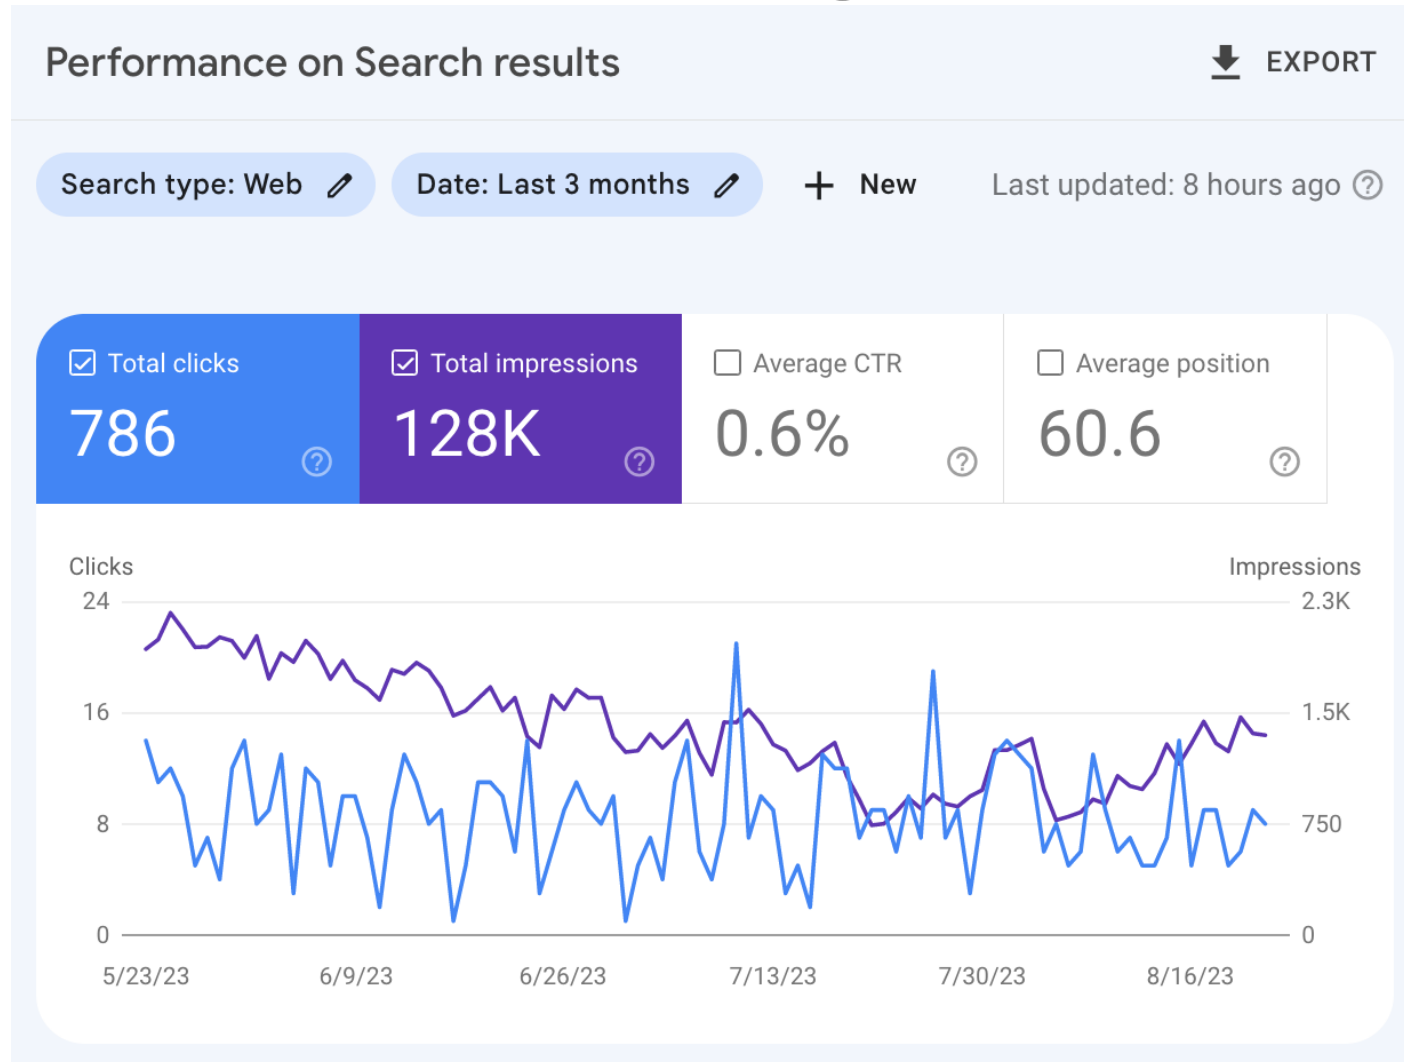 Performance on Search results
EXPORT
Search type: Web
Date: Last 3 months
New
Last updated: 8 hours ago
Total clicks
786
Total impressions
128K
Average CTR
0.6%
Average position
60.6
Clicks
Impressions
24
2.3K
16
1.5K
8
750
0
0
5/23/23
6/9/23
6/26/23
7/13/23
7/30/23
8/16/23